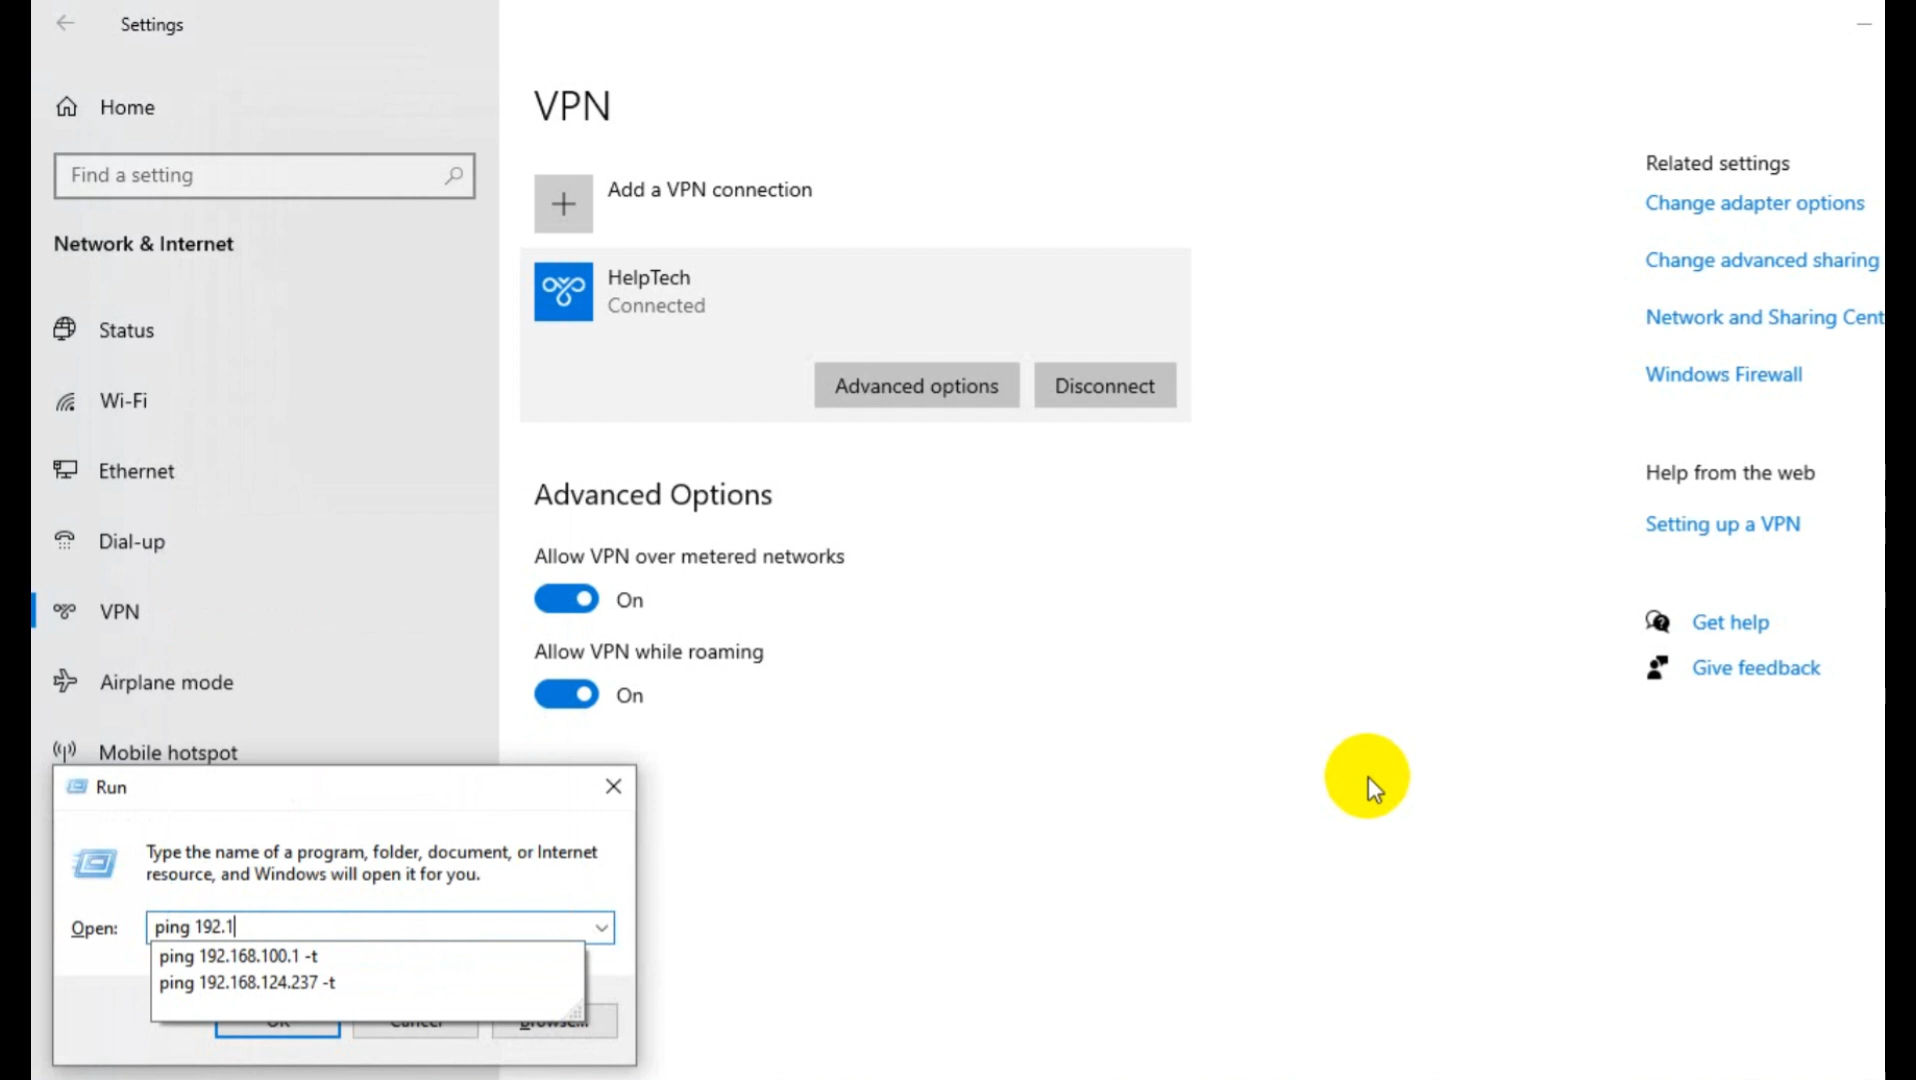 Settings
Home
Find a setting
Network & Internet
Status
Wi-Fi
Ethernet
Dial-up
VPN
Airplane mode
Mobile hotspot
VPN
Add a VPN connection
HelpTech
Connected
Advanced options
Disconnect
Advanced Options
Allow VPN over metered networks
On
Allow VPN while roaming
On
Related settings
Change adapter options
Change advanced sharing
Network and Sharing Cent
Windows Firewall
Help from the web
Setting up a VPN
Get help
Give feedback
Run
Type the name of a program, folder, document, or Internet
resource, and Windows will open it for you.
Open:
ping 192.1
ping 192.168.100.1 -t
ping 192.168.124.237 -t
OK
Cancel
Browse...